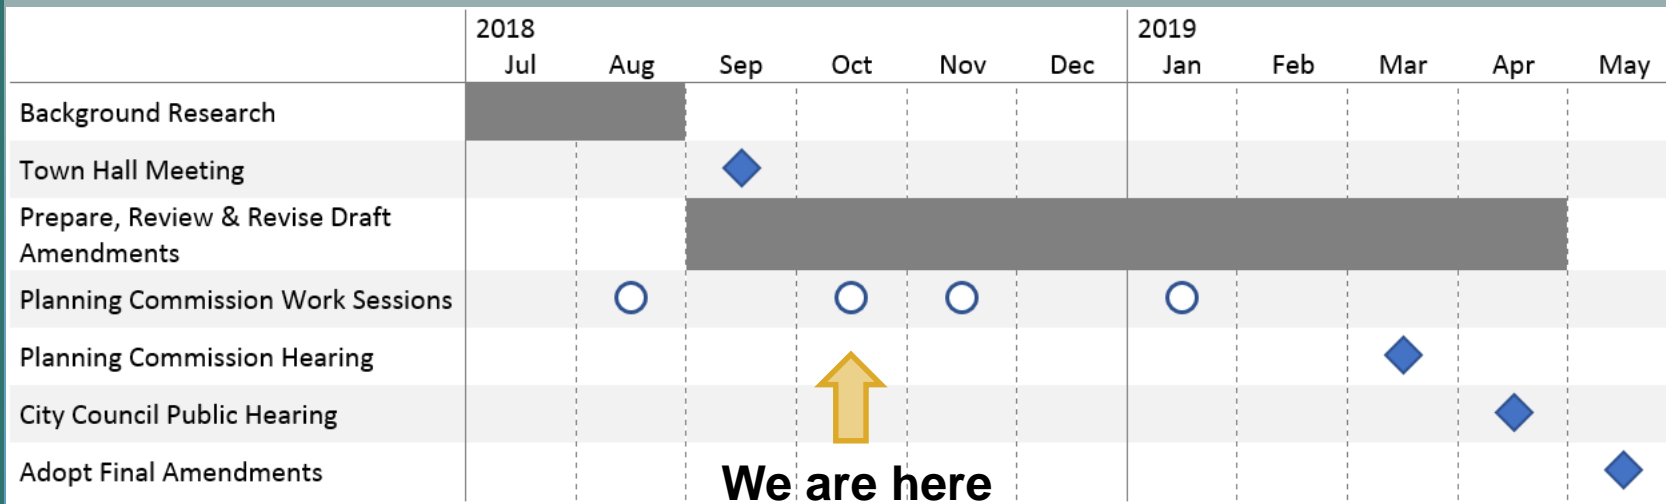 2018 2019
Jul Aug Sep Oct Nov Dec Jan Feb Mar Apr May
Background Research
Town Hall Meeting
Prepare, Review & Revise Draft
Amendments
Planning Commission Work Sessions
Planning Commission Hearing
City Council Public Hearing
Adopt Final Amendments
We are here